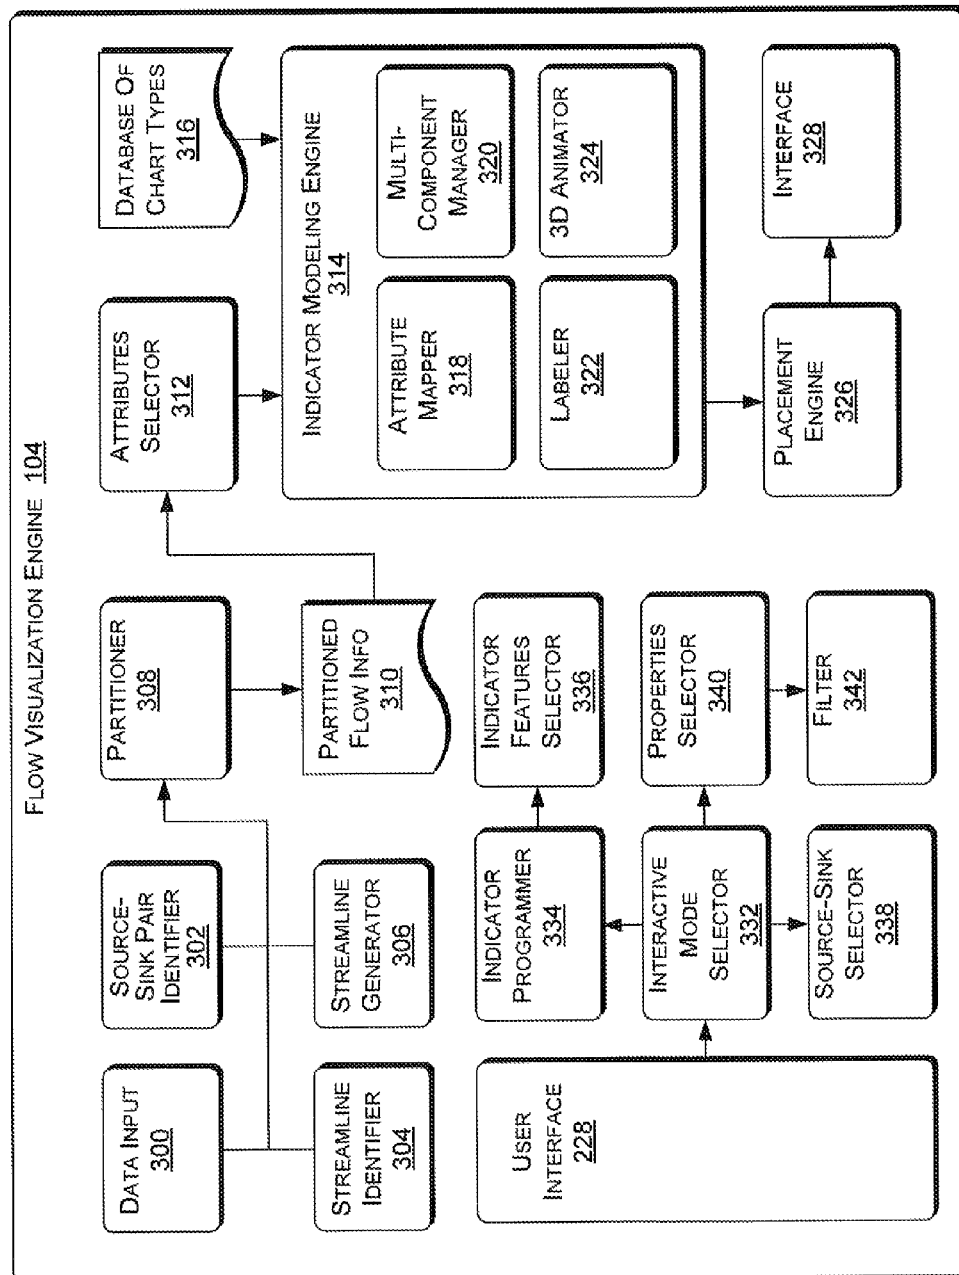 FLOW VISUALIZATION ENGINE 104
DATA INPUT
300
SOURCE-
SINK PAIR
IDENTIFIER
302
STREAMLINE
IDENTIFIER
304
STREAMLINE
GENERATOR
306
PARTITIONER
308
PARTITIONED
FLOW INFO
310
ATTRIBUTES
SELECTOR
312
DATABASE OF
CHART TYPES
316
INDICATOR MODELING ENGINE
314
ATTRIBUTE
MAPPER
318
MULTI-
COMPONENT
MANAGER
320
LABELER
322
3D ANIMATOR
324
PLACEMENT
ENGINE
326
INTERFACE
328
USER
INTERFACE
228
INDICATOR
PROGRAMMER
334
INDICATOR
FEATURES
SELECTOR
336
INTERACTIVE
MODE
SELECTOR
332
PROPERTIES
SELECTOR
340
SOURCE-SINK
SELECTOR
338
FILTER
342